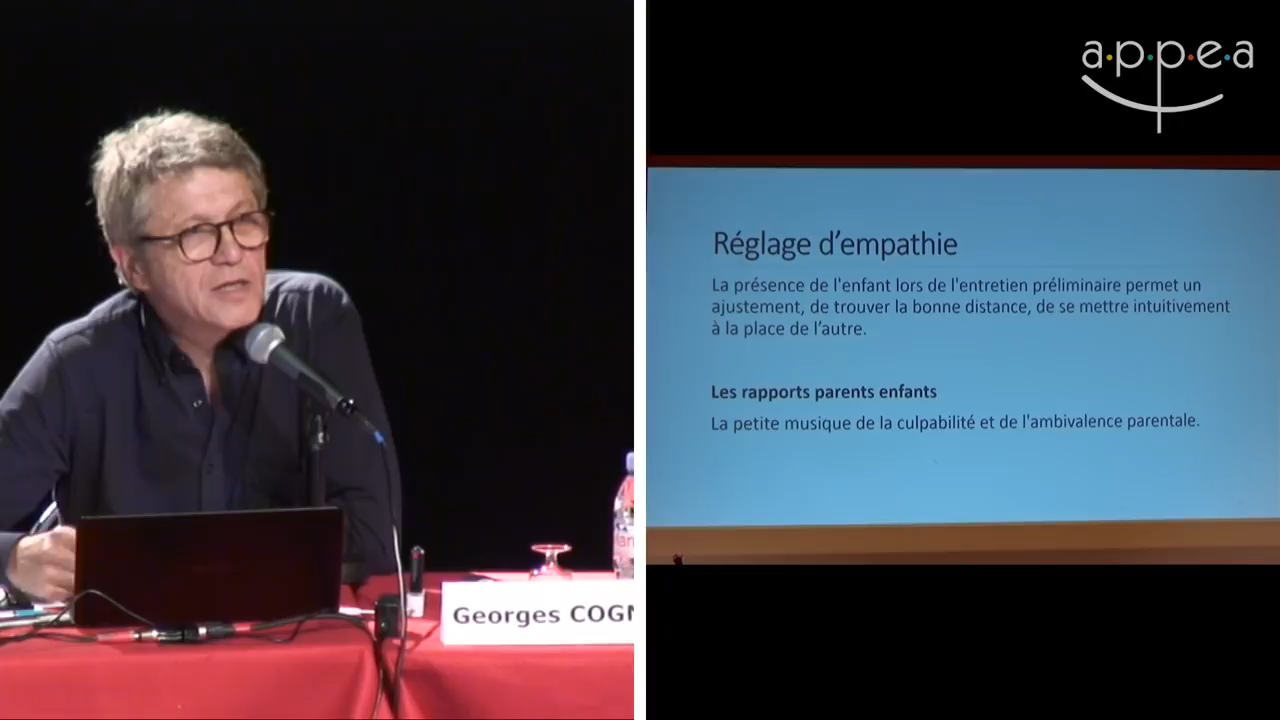 a.p.p.e.a
Réglage d'empathie
La présence de l'enfant lors de l'entretien préliminaire permet un
ajustement, de trouver la bonne distance, de se mettre intuitivement
à la place de l'autre.
Les rapports parents enfants
La petite musique de la culpabilité et de l'ambivalence parentale.
Georges COGN